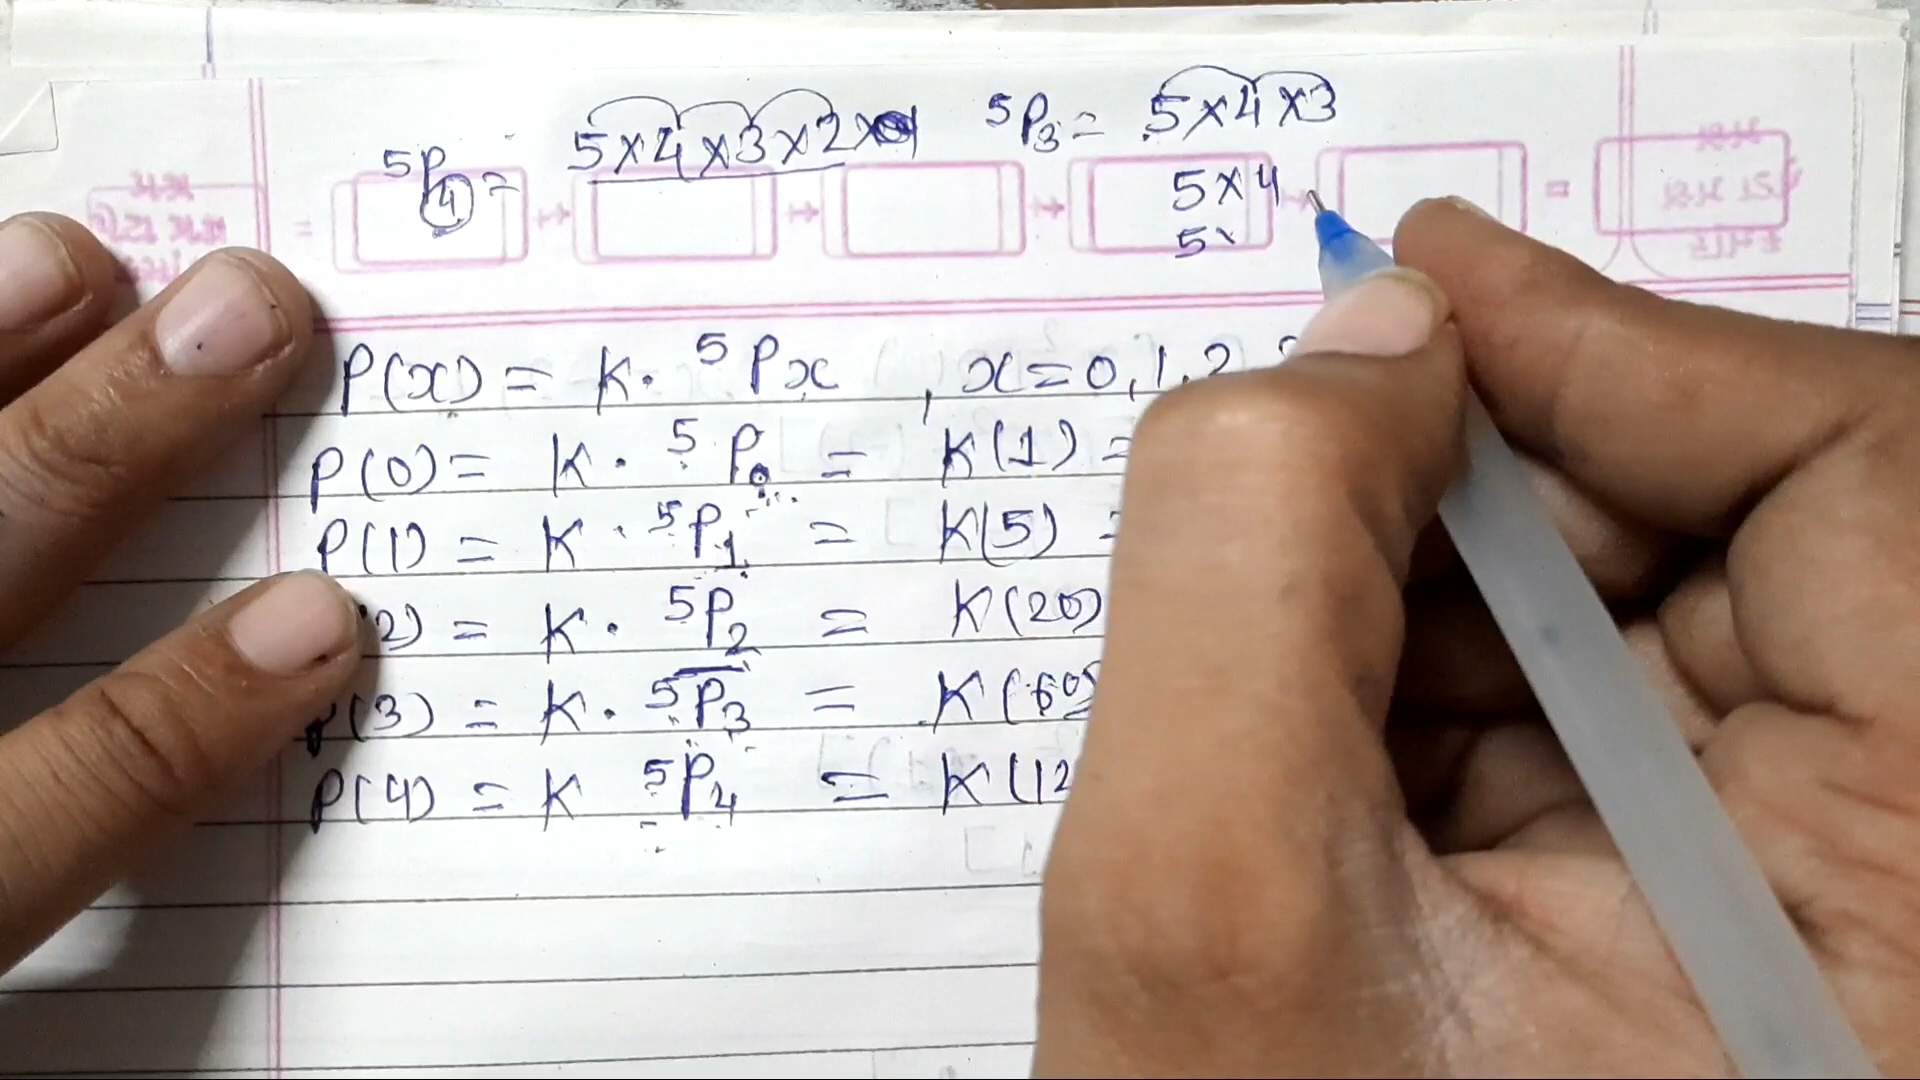 ⁵P₄ = 5×4×3×2× ⁵P₃ = 5×4×3
5×4
5×
P(x) = K. ⁵Px , x=0,1,2
P(0) = K. ⁵P₀ = K(1) =
P(1) = K. ⁵P₁ = K(5) =
2) = K. ⁵P₂ = K(20)
P(3) = K. ⁵P₃ = K(60)
P(4) = K ⁵P₄ = K(12